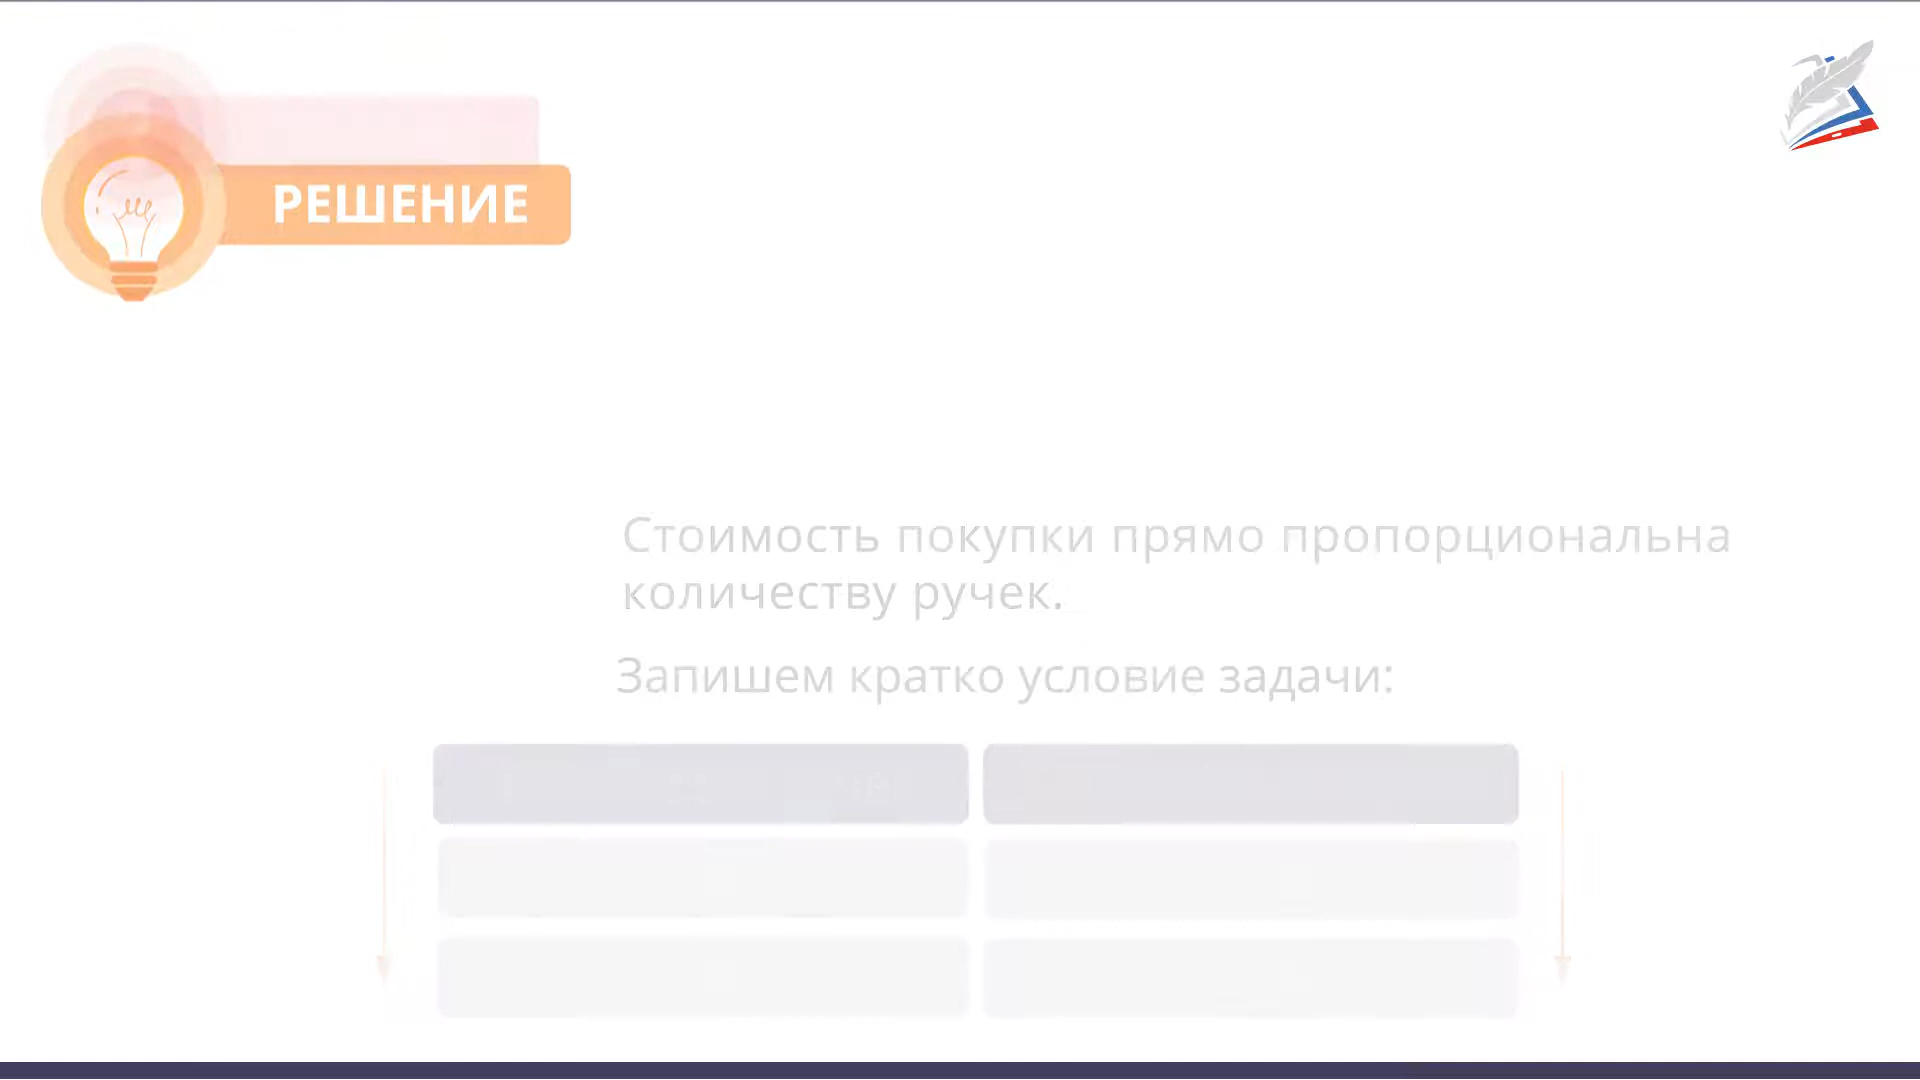 РЕШЕНИЕ
Стоимость покупки прямо пропорциональна
количеству ручек.
Запишем кратко условие задачи: